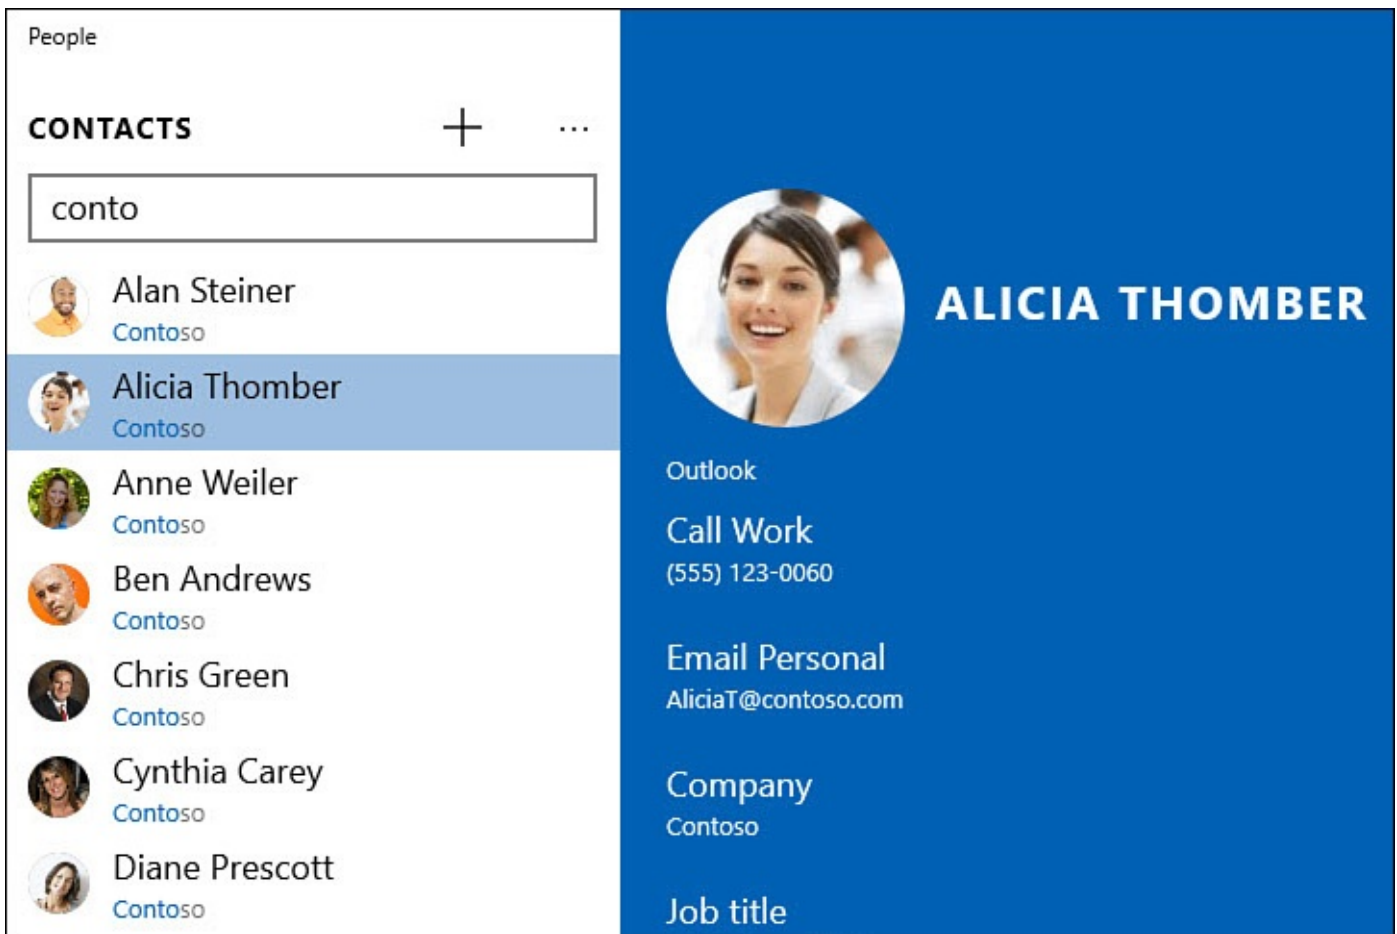 People
CONTACTS
conto
Alan Steiner
Contoso
Alicia Thomber
Contoso
Anne Weiler
Contoso
Ben Andrews
Contoso
Chris Green
Contoso
Cynthia Carey
Contoso
Diane Prescott
Contoso
ALICIA THOMBER
Outlook
Call Work
(555) 123-0060
Email Personal
AliciaT@contoso.com
Company
Contoso
Job title